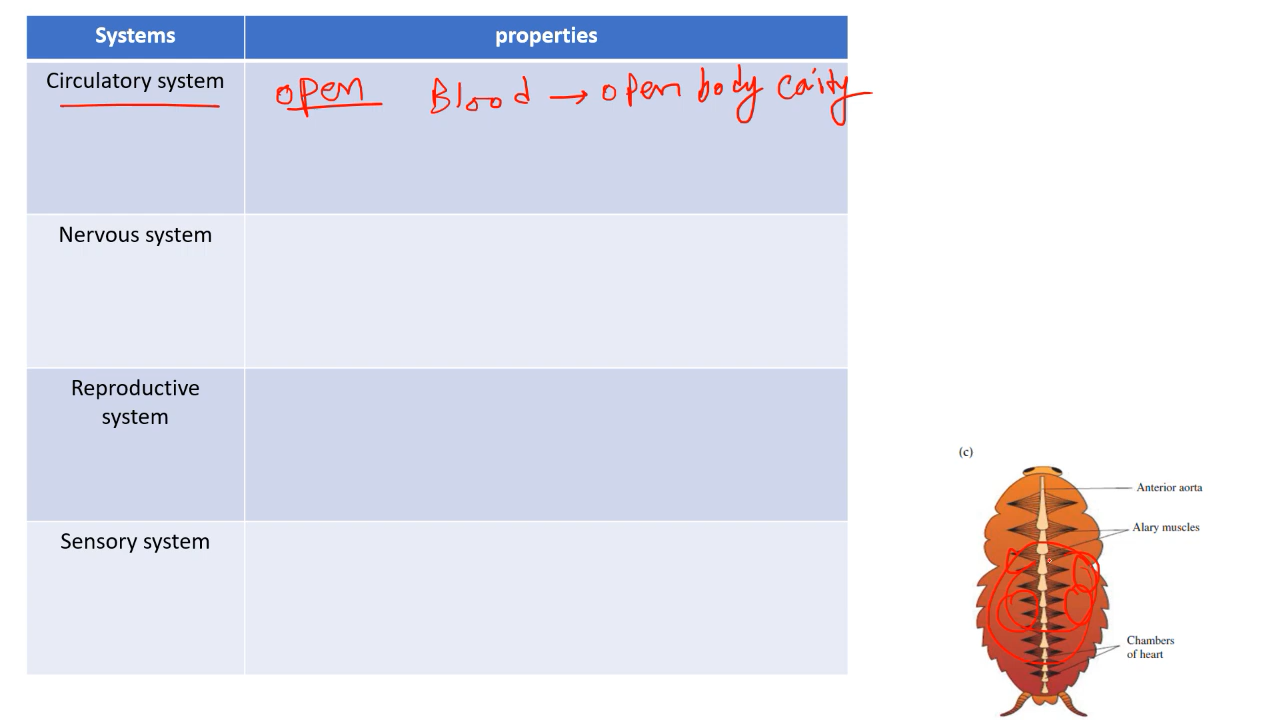 Systems properties
Circulatory system open Blood → open body Caity
Nervous system
Reproductive
system
Sensory system
(c)
Anterior aorta
Alary muscles
Chambers
of heart